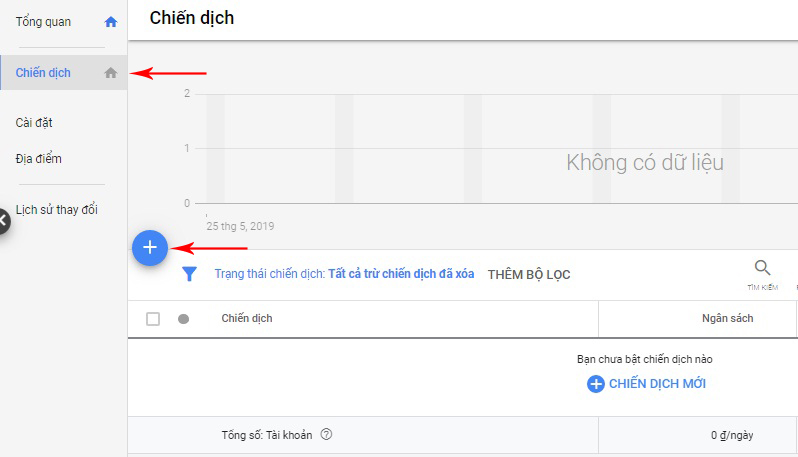 Tổng quan
Chiến dịch
Cài đặt
Địa điểm
Lịch sử thay đổi
Chiến dịch
2
1
0
Không có dữ liệu
25 thg 5, 2019
Trạng thái chiến dịch: Tất cả trừ chiến dịch đã xóa THÊM BỘ LỌC
TÌM KIẾM
Chiến dịch Ngân sách
Bạn chưa bật chiến dịch nào
CHIẾN DỊCH MỚI
Tổng số: Tài khoản 0 ₫/ngày